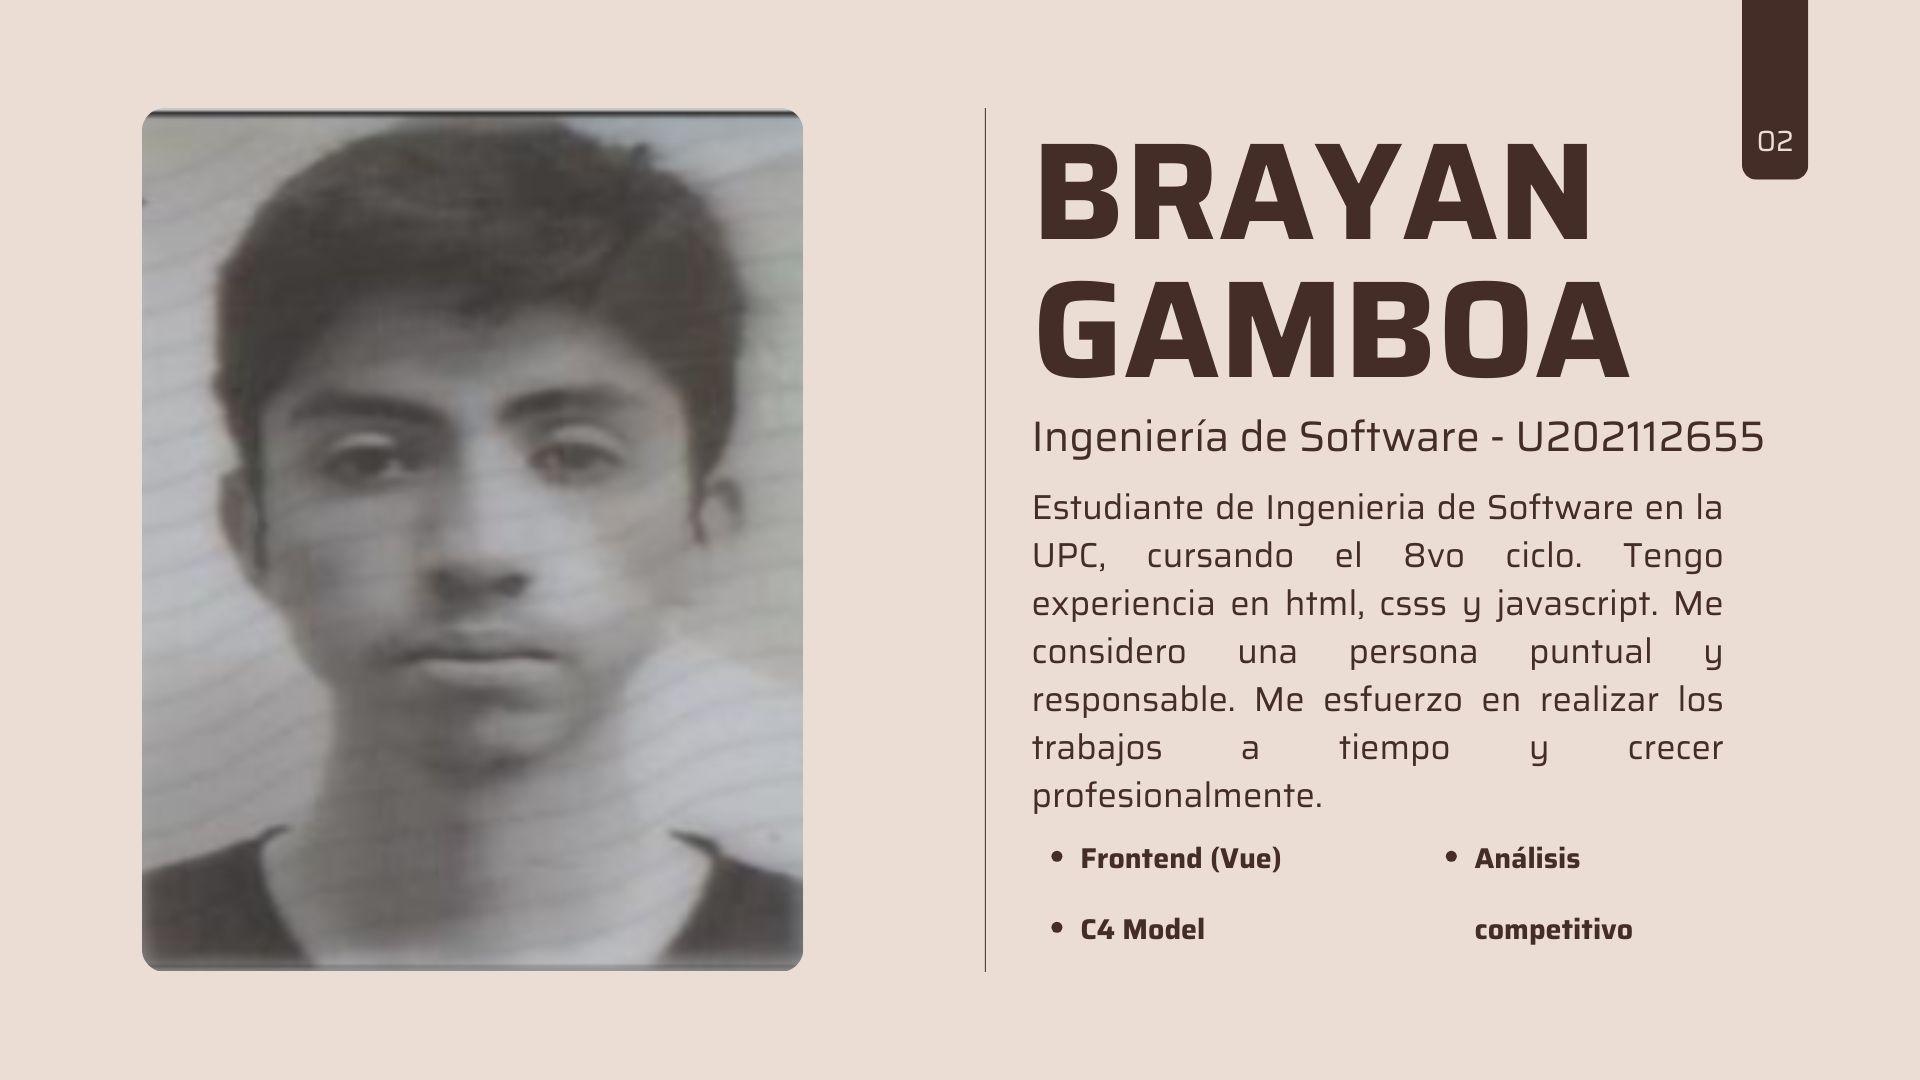 02
BRAYAN
GAMBOA
Ingeniería de Software - U202112655
Estudiante de Ingenieria de Software en la
UPC, cursando el 8vo ciclo. Tengo
experiencia en html, csss y javascript. Me
considero una persona puntual y
responsable. Me esfuerzo en realizar los
trabajos a tiempo y crecer
profesionalmente.
• Frontend (Vue)
• C4 Model
• Análisis
competitivo